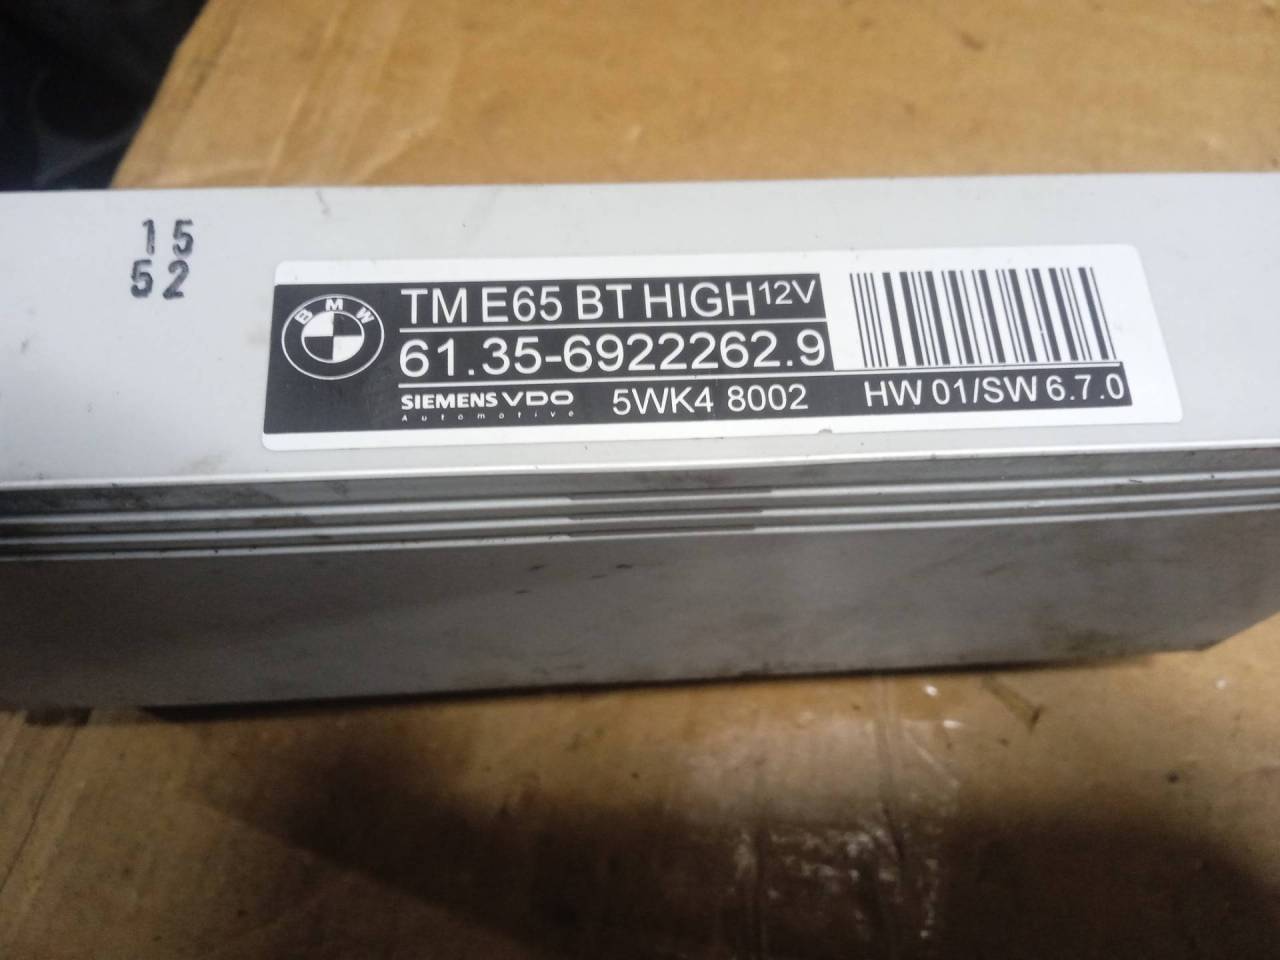 15
52
BMW
TM E65 BT HIGH 12V
61.35-6922262.9
SIEMENS VDO
Automotive
5WK4 8002
HW 01/SW 6.7.0